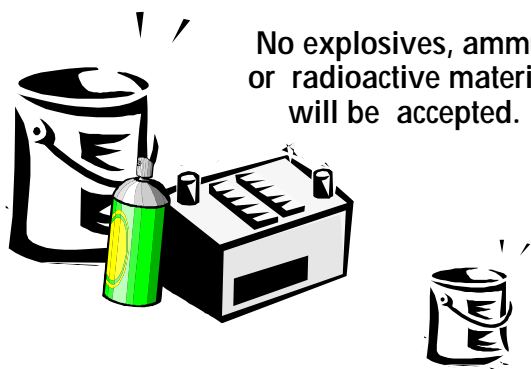 No explosives, amm
or radioactive materi
will be accepted.